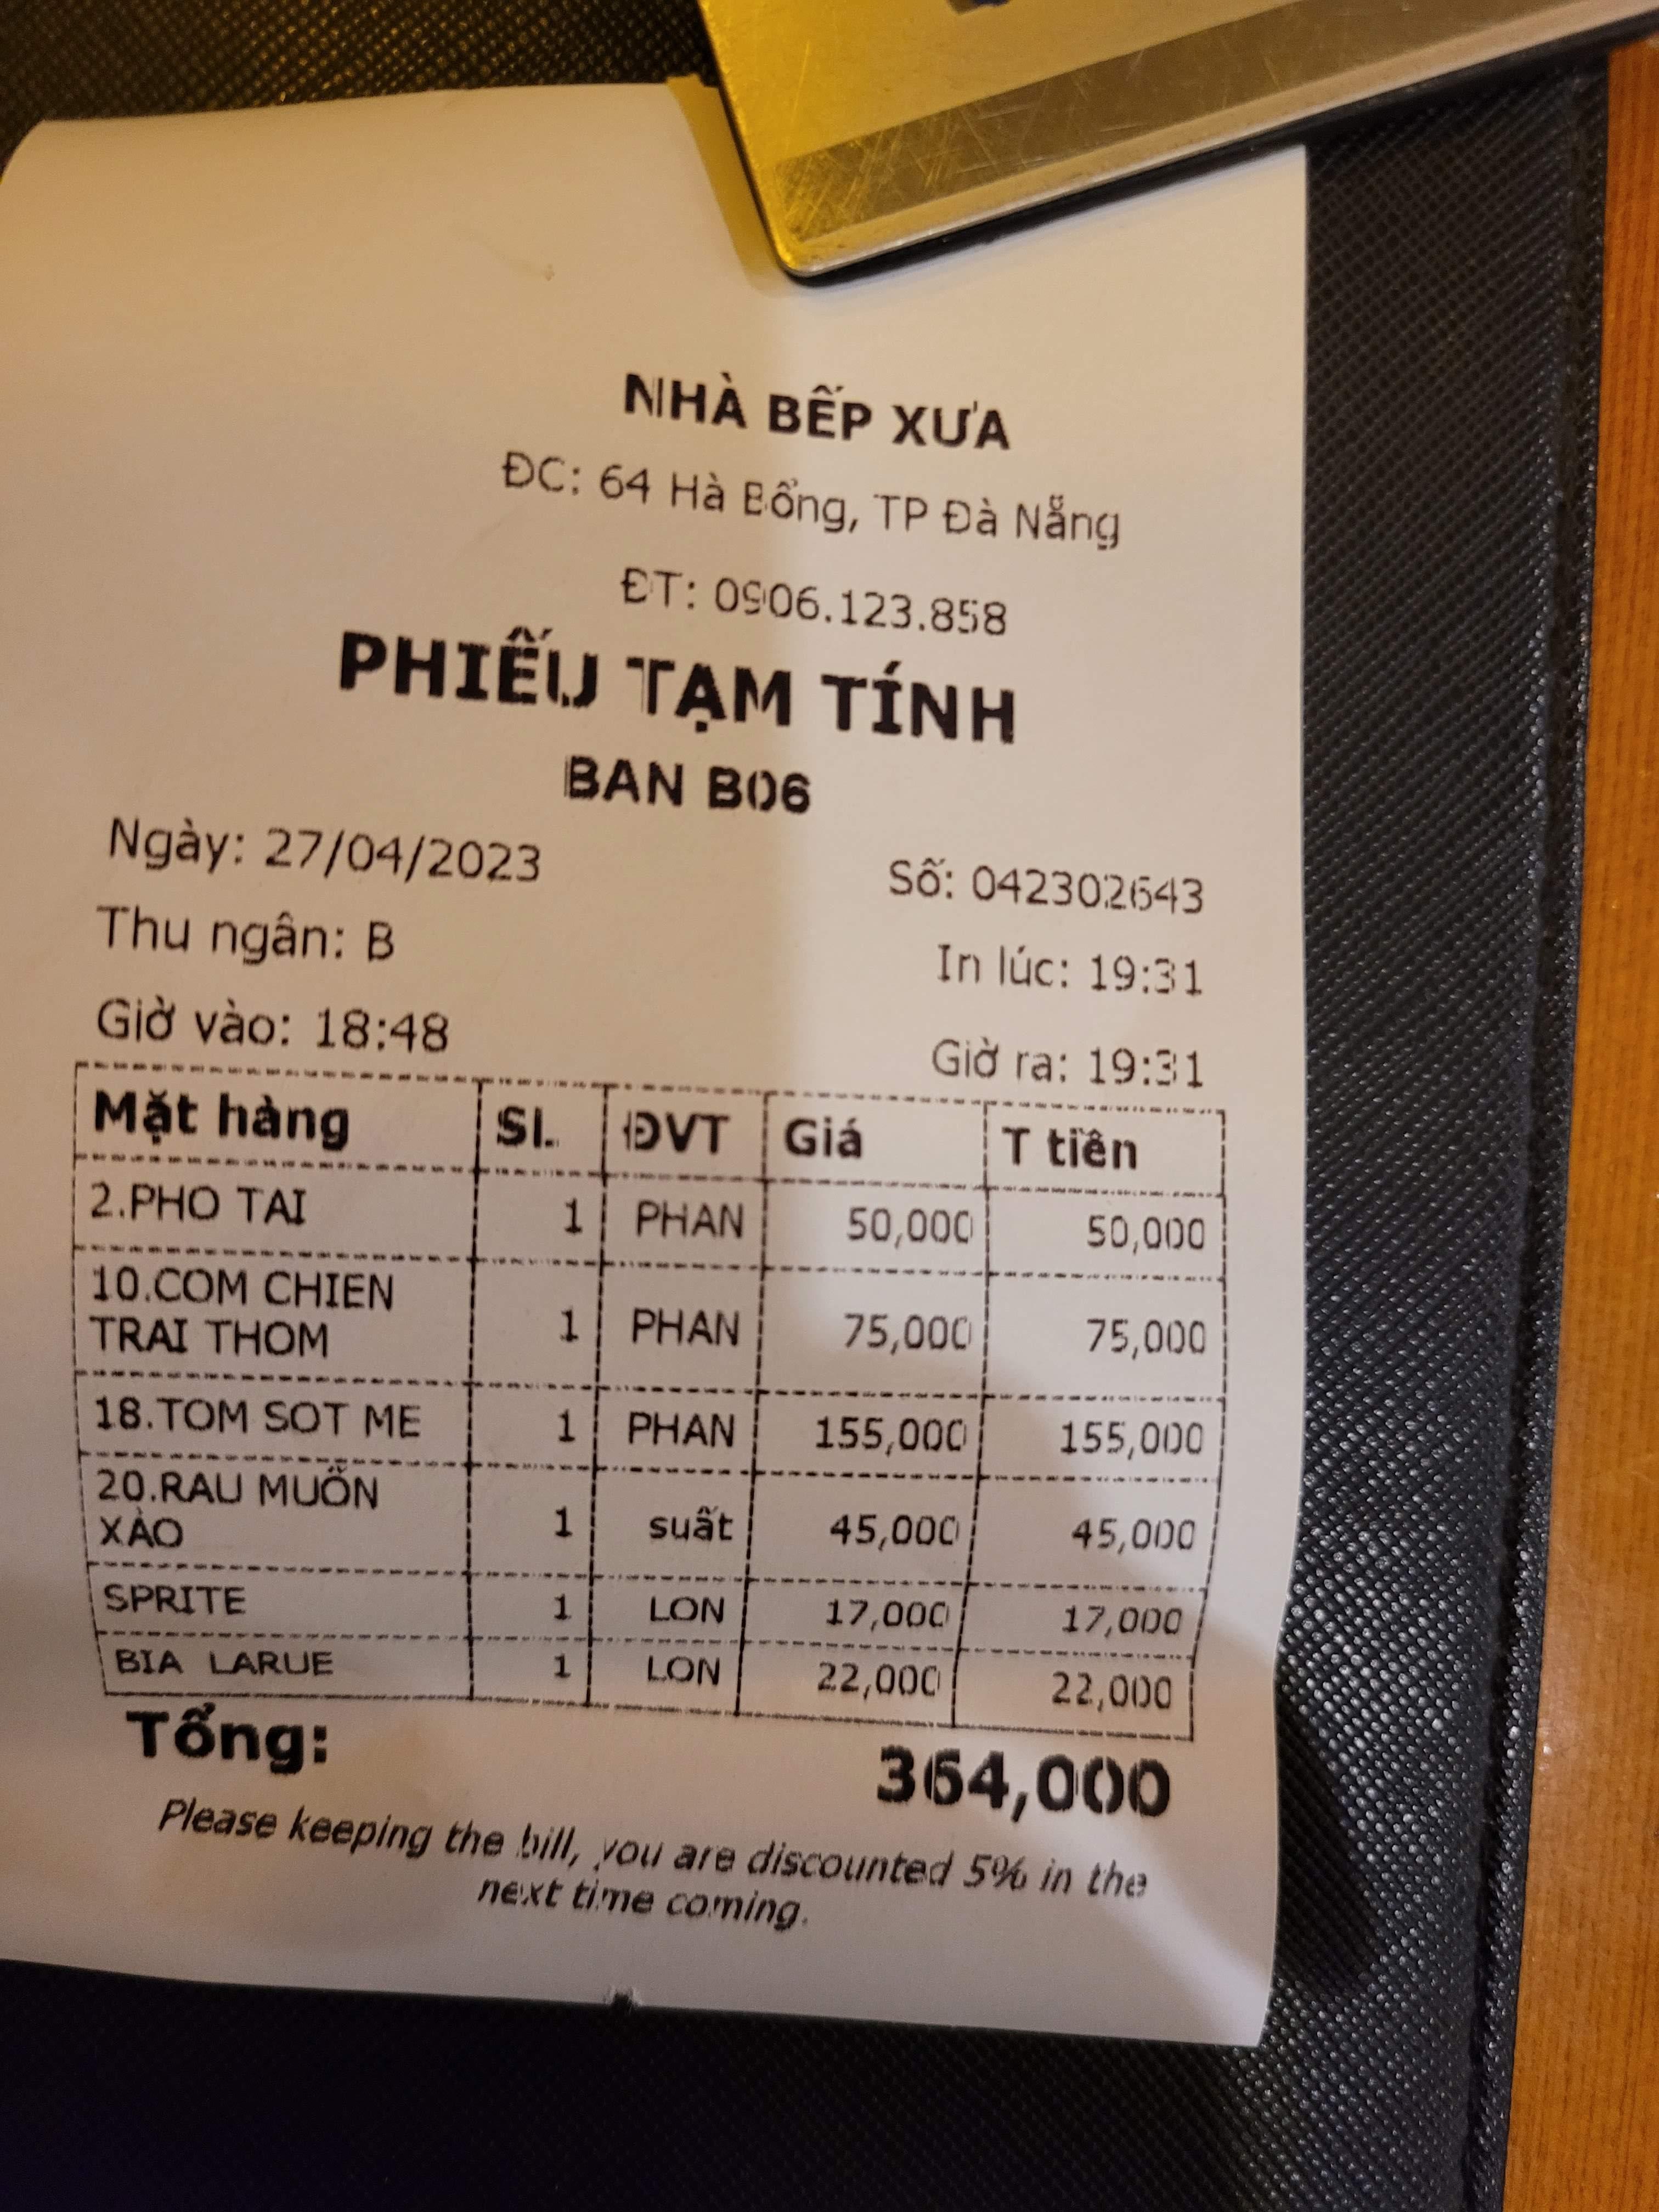 NHÀ BẾP XƯA
ĐC: 64 Hà Bổng, TP Đà Nẵng
ĐT: 0906.123.858
PHIẾU TẠM TÍNH
BAN B06
Ngày: 27/04/2023 Số: 042302643
Thu ngân: B In lúc: 19:31
Giờ vào: 18:48 Giờ ra: 19:31
Mặt hàng SL ĐVT Giá T tiền
2.PHO TAI 1 PHAN 50,000 50,000
10.COM CHIEN
TRAI THOM 1 PHAN 75,000 75,000
18.TOM SOT ME 1 PHAN 155,000 155,000
20.RAU MUỐN
XÀO 1 suất 45,000 45,000
SPRITE 1 LON 17,000 17,000
BIA LARUE 1 LON 22,000 22,000
Tổng: 364,000
Please keeping the bill, you are discounted 5% in the
next time coming.